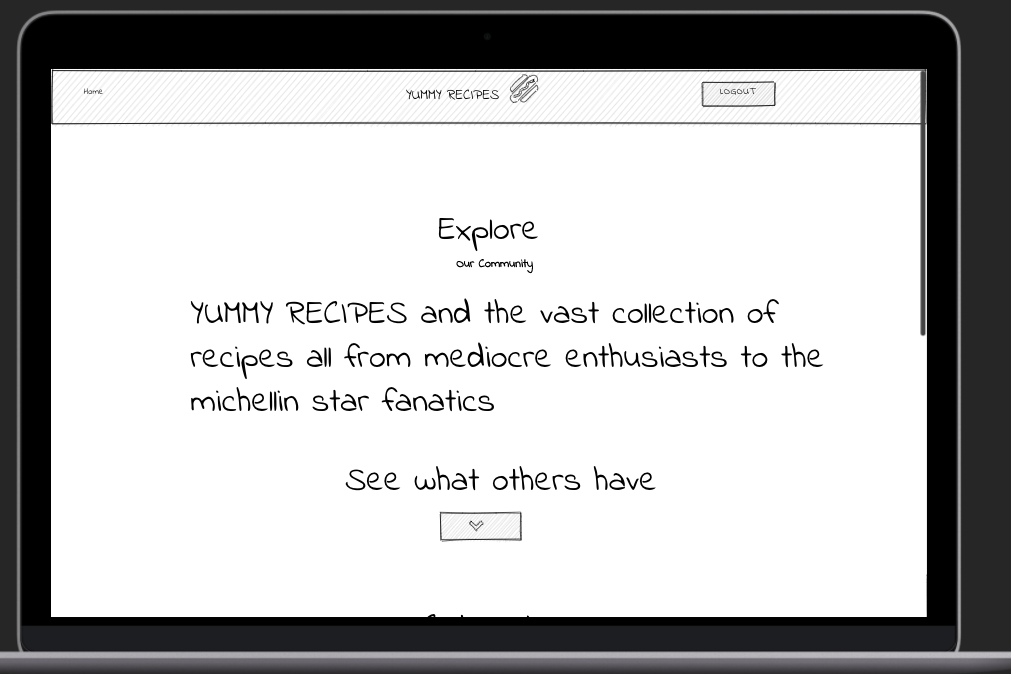 Home
YUMMY RECIPES
LOGOUT
Explore
our Community
YUMMY RECIPES and the vast collection of
recipes all from mediocre enthusiasts to the
michellin star fanatics
See what others have